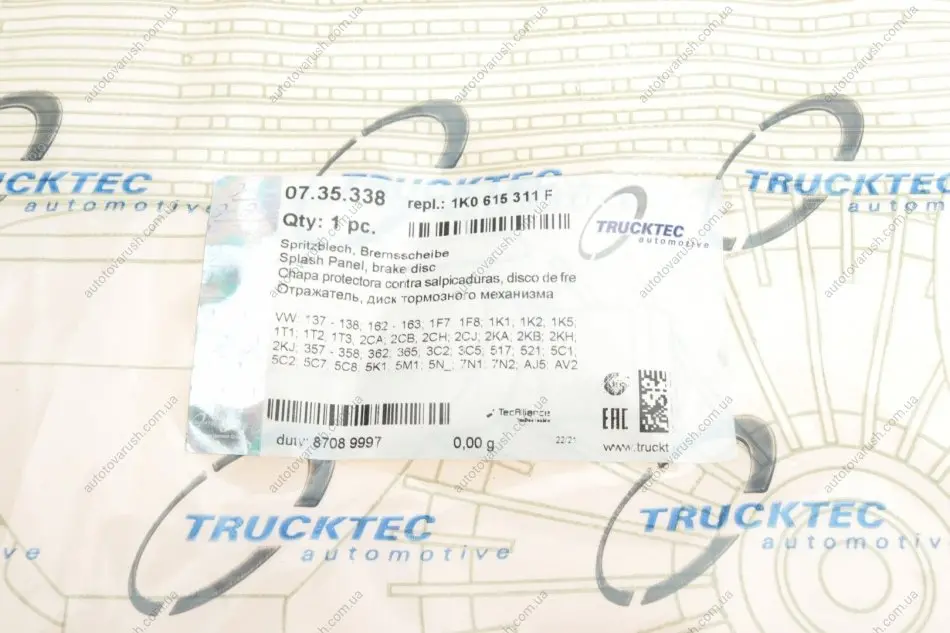 07.35.338
repl.: 1K0 615 311 F
Qty: 1 pc.
TRUCKTEC
automotive
Spritzblech, Bremsscheibe
Splash Panel, brake disc
Chapa protectora contra salpicaduras, disco de fre
Отражатель, диск тормозного механизма
VW 137 - 138; 162 - 163; 1F7 1F8; 1K1; 1K2, 1K5;
1T1; 1T2, 1T3, 2CA; 2CB, 2CH; 2CJ; 2KA; 2KB; 2KH;
2KJ; 357 - 358; 362; 365; 3C2; 3C5; 517; 521; 5C1;
5C2; 5C7; 5C8; 5K1; 5M1; 5N_; 7N1; 7N2; AJ5; AV2
TecAlliance
EAC
duty: 8708 9997
0,00 g
22/21
www.truckt
TRUCKTEC
TRUCKTEC
TRUCKTEC
TRUCKTEC
automotive
TRUCKTEC
automotiv
autotovarush.com.ua